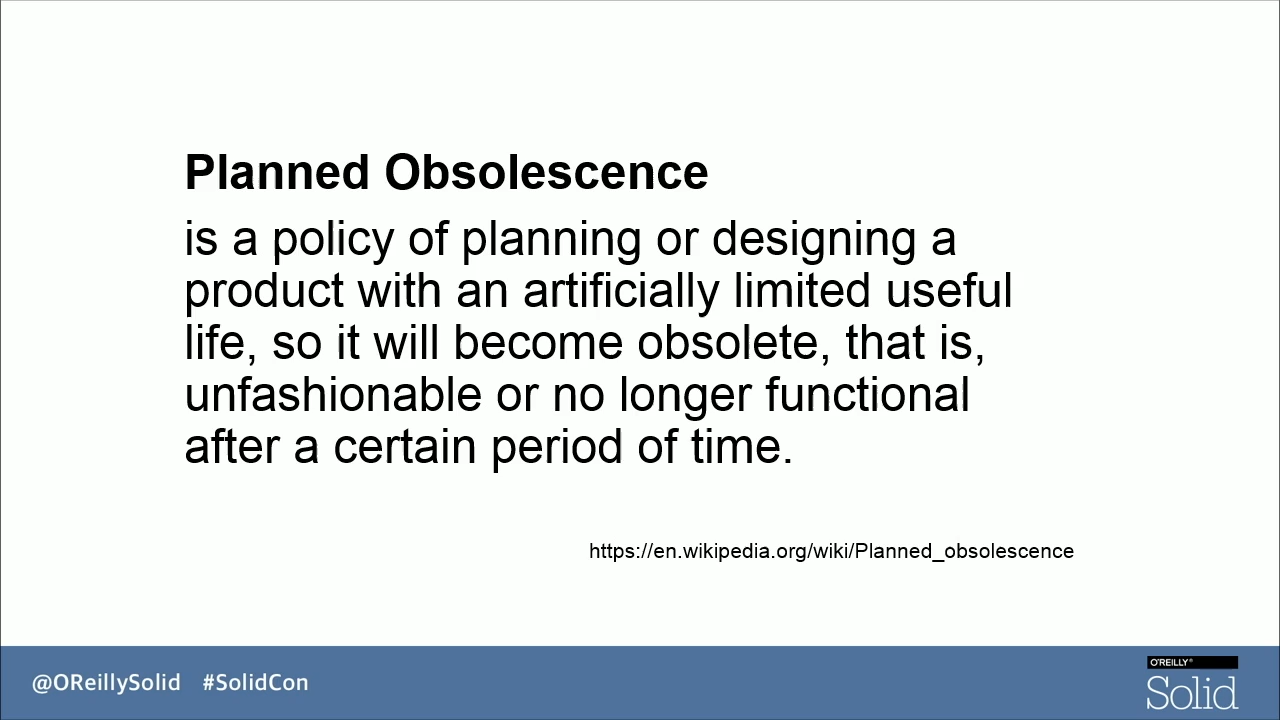 Planned Obsolescence
is a policy of planning or designing a
product with an artificially limited useful
life, so it will become obsolete, that is,
unfashionable or no longer functional
after a certain period of time.
https://en.wikipedia.org/wiki/Planned_obsolescence
@OReillySolid #SolidCon
O'REILLY®
Solid